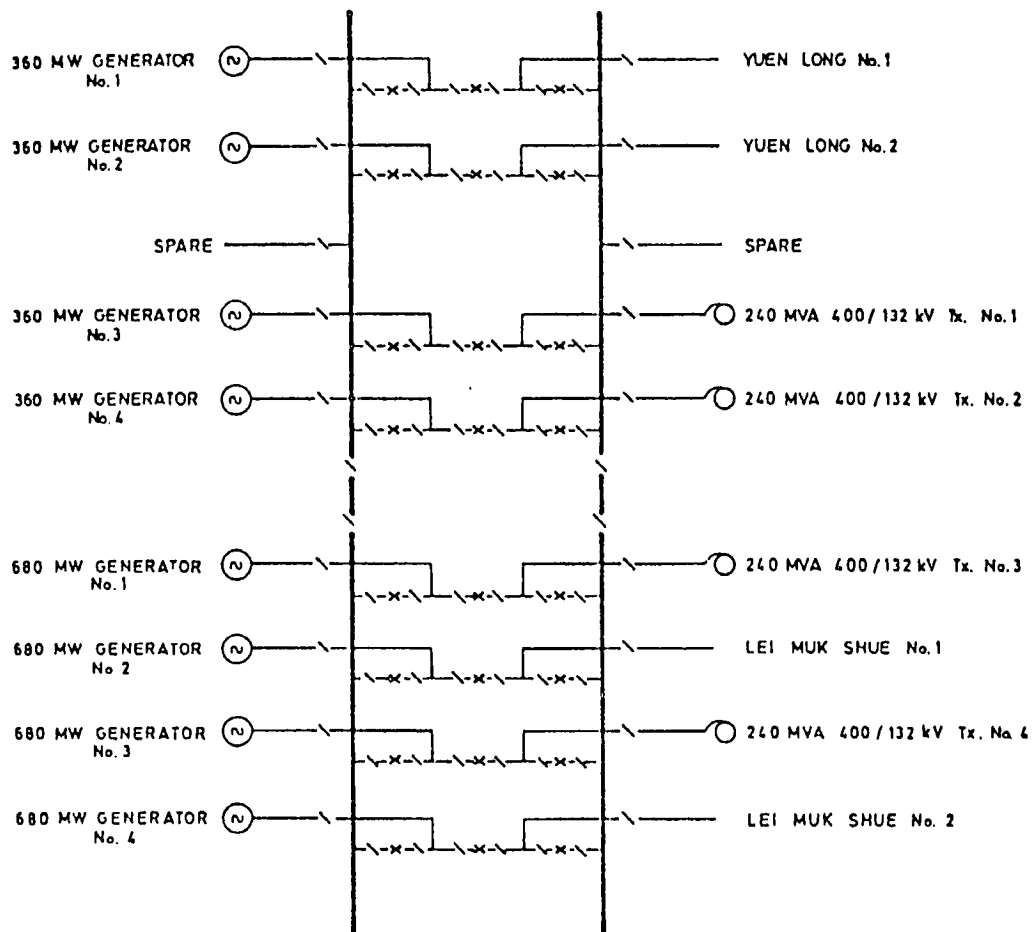 360 MW GENERATOR No.1
YUEN LONG No.1
360 MW GENERATOR No.2
YUEN LONG No.2
SPARE
SPARE
360 MW GENERATOR No.3
240 MVA 400/132 kV Tx. No.1
360 MW GENERATOR No.4
240 MVA 400/132 kV Tx. No.2
680 MW GENERATOR No.1
240 MVA 400/132 kV Tx. No.3
680 MW GENERATOR No.2
LEI MUK SHUE No.1
680 MW GENERATOR No.3
240 MVA 400/132 kV Tx. No.4
680 MW GENERATOR No.4
LEI MUK SHUE No.2